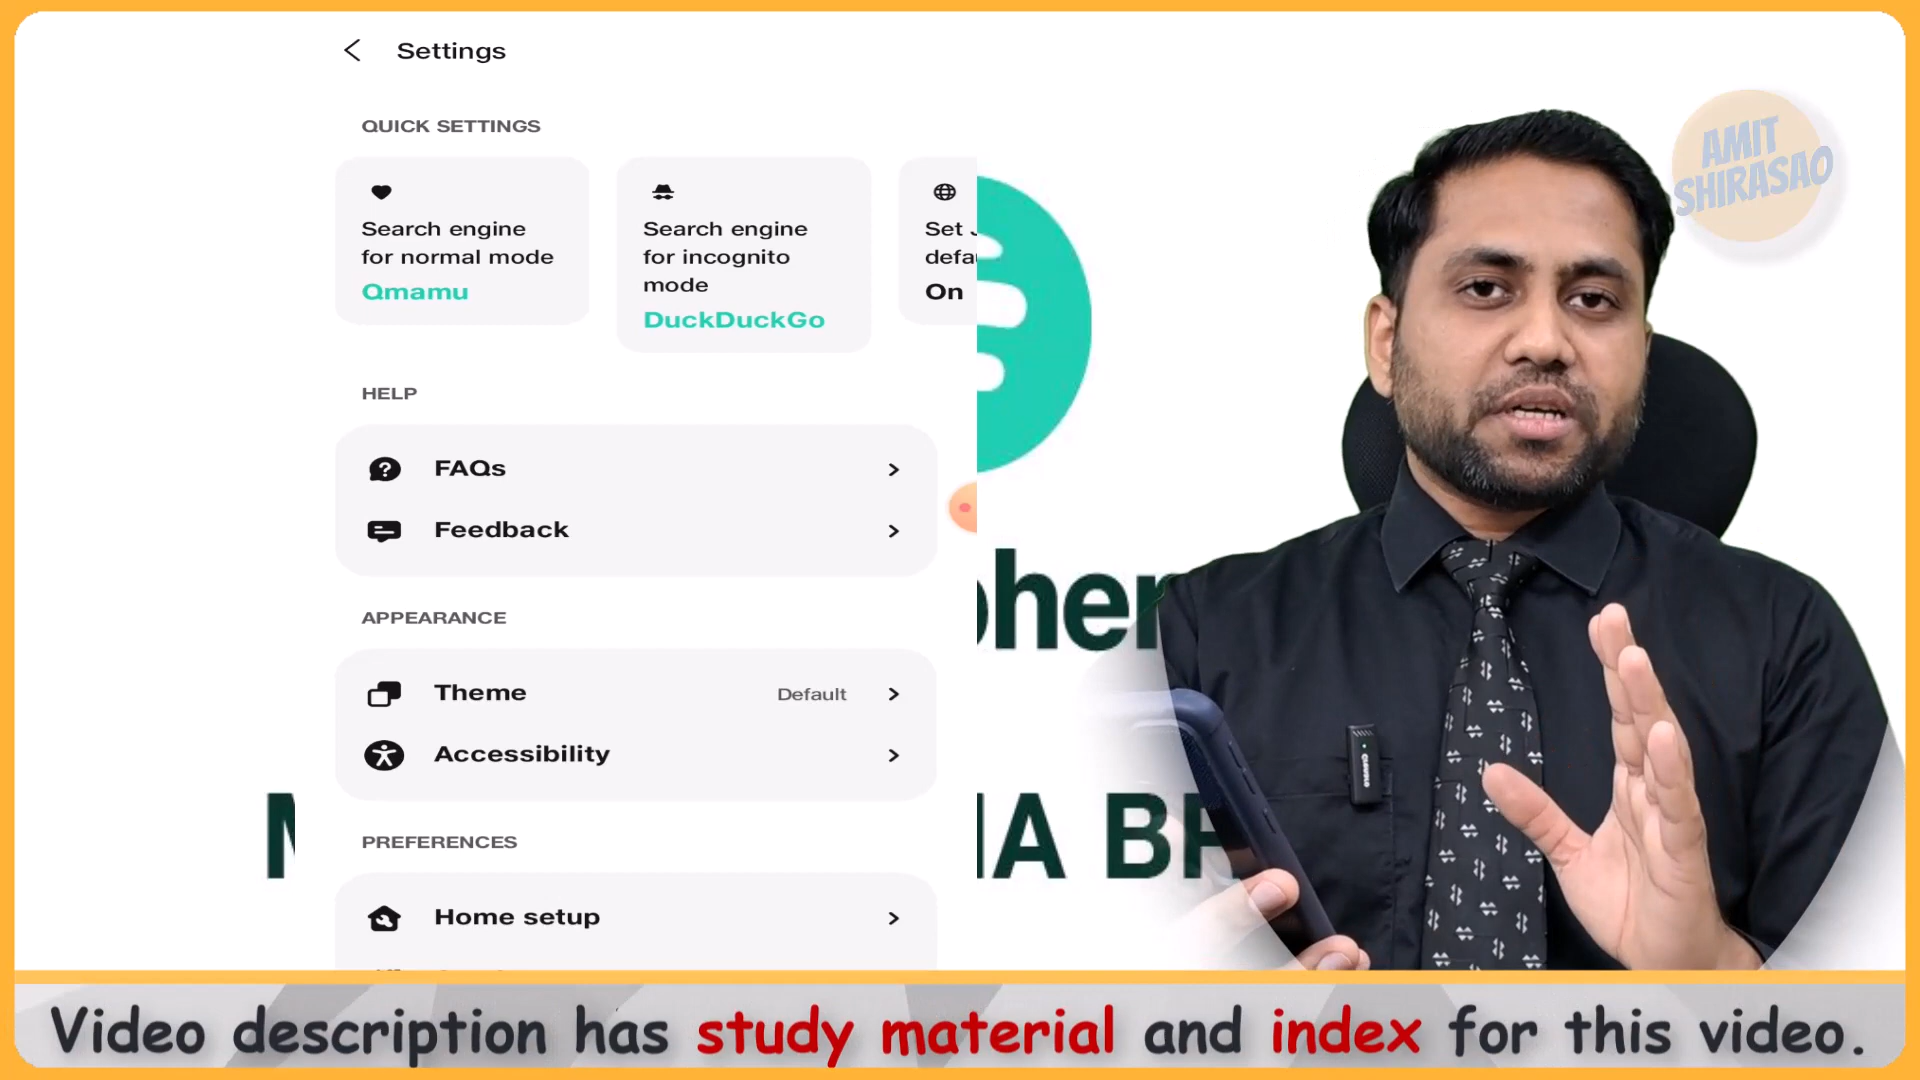 Settings
QUICK SETTINGS
Search engine
for normal mode
Qmamu
Search engine
for incognito
mode
DuckDuckGo
Set
On
HELP
FAQs
Feedback
APPEARANCE
Theme
Default
Accessibility
PREFERENCES
Home setup
AMIT
SHIRASAO
Video description has study material and index for this video.